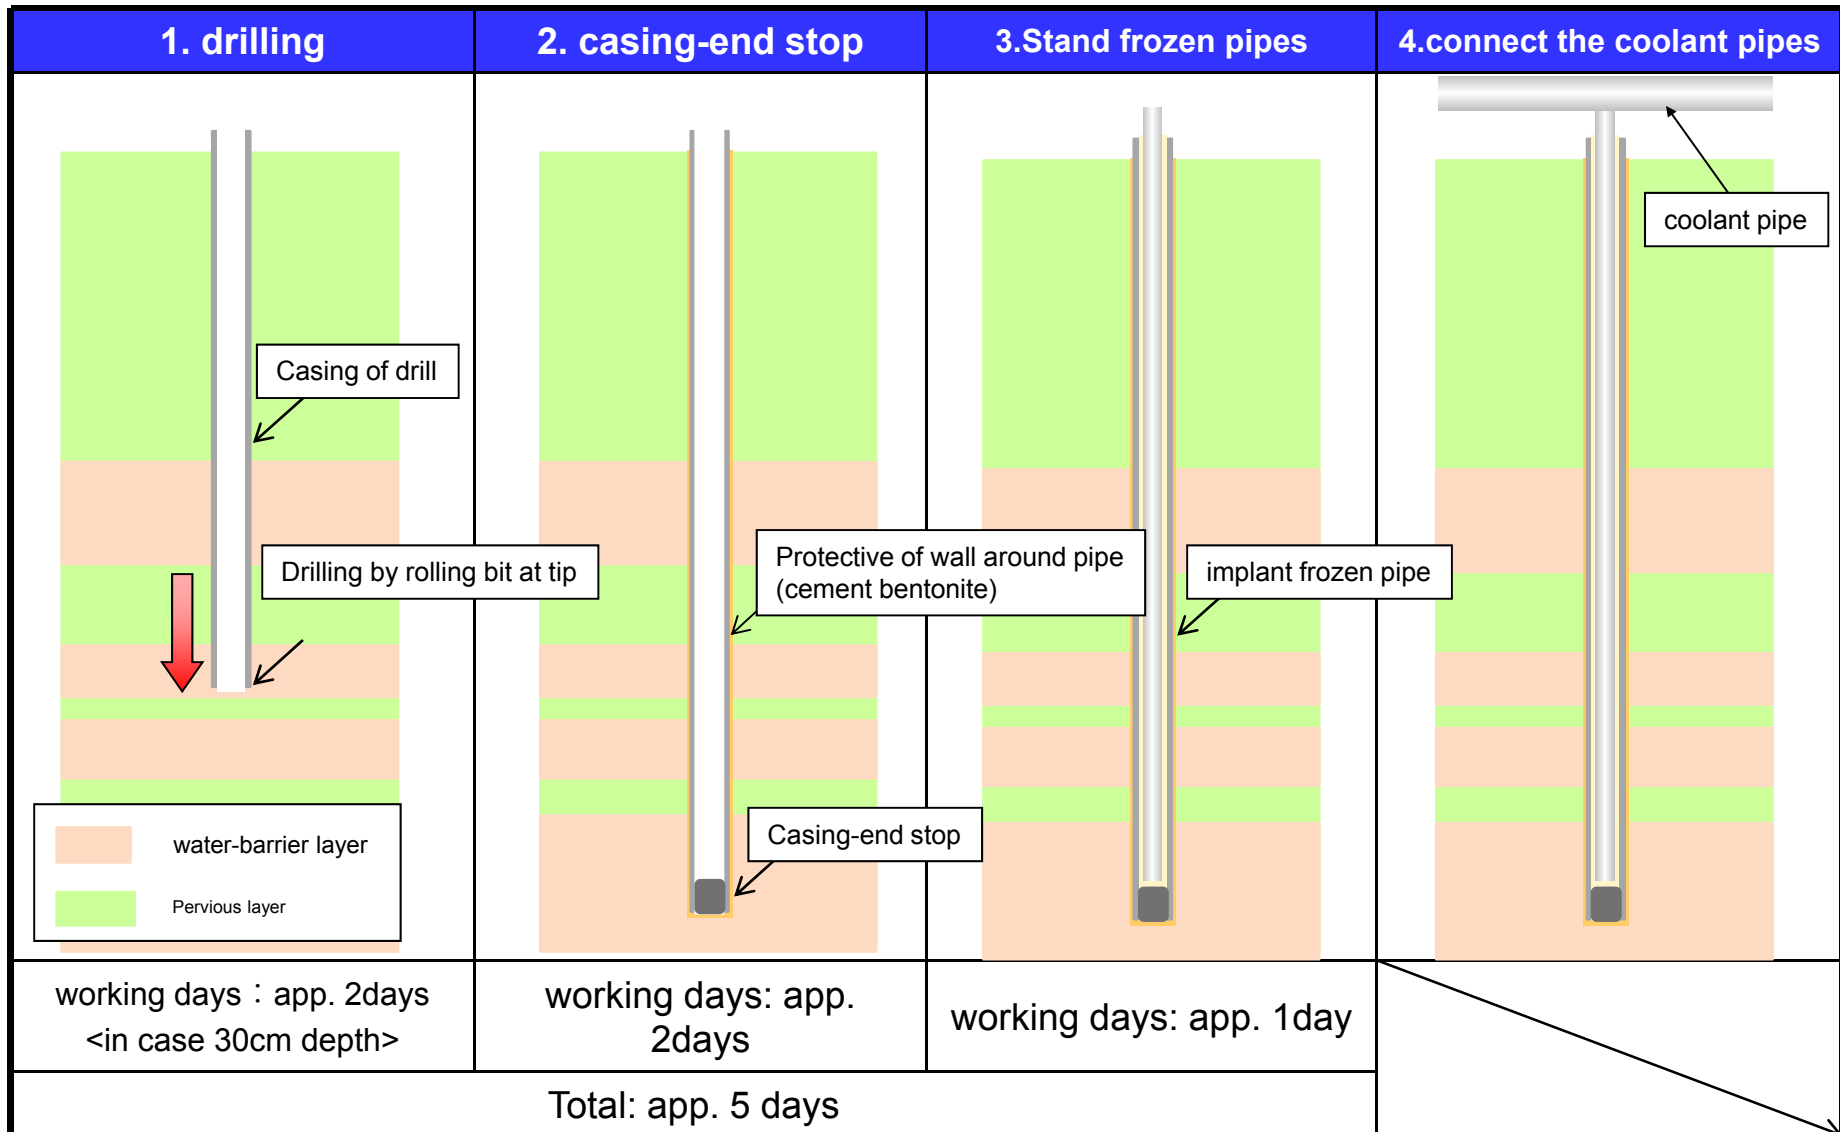 1. drilling
2. casing-end stop
3.Stand frozen pipes
4.connect the coolant pipes
coolant pipe
Casing of drill
Drilling by rolling bit at tip
Protective of wall around pipe
(cement bentonite)
implant frozen pipe
Casing-end stop
water-barrier layer
Pervious layer
working days：app. 2days
<in case 30cm depth>
working days: app.
2days
working days: app. 1day
Total: app. 5 days